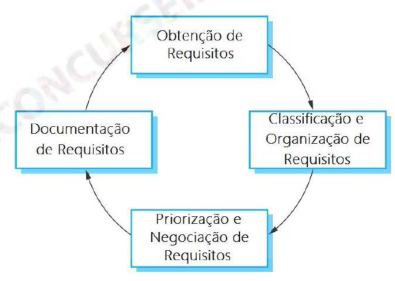 Obtenção de
Requisitos
Classificação e
Organização de
Requisitos
Priorização e
Negociação de
Requisitos
Documentação
de Requisitos